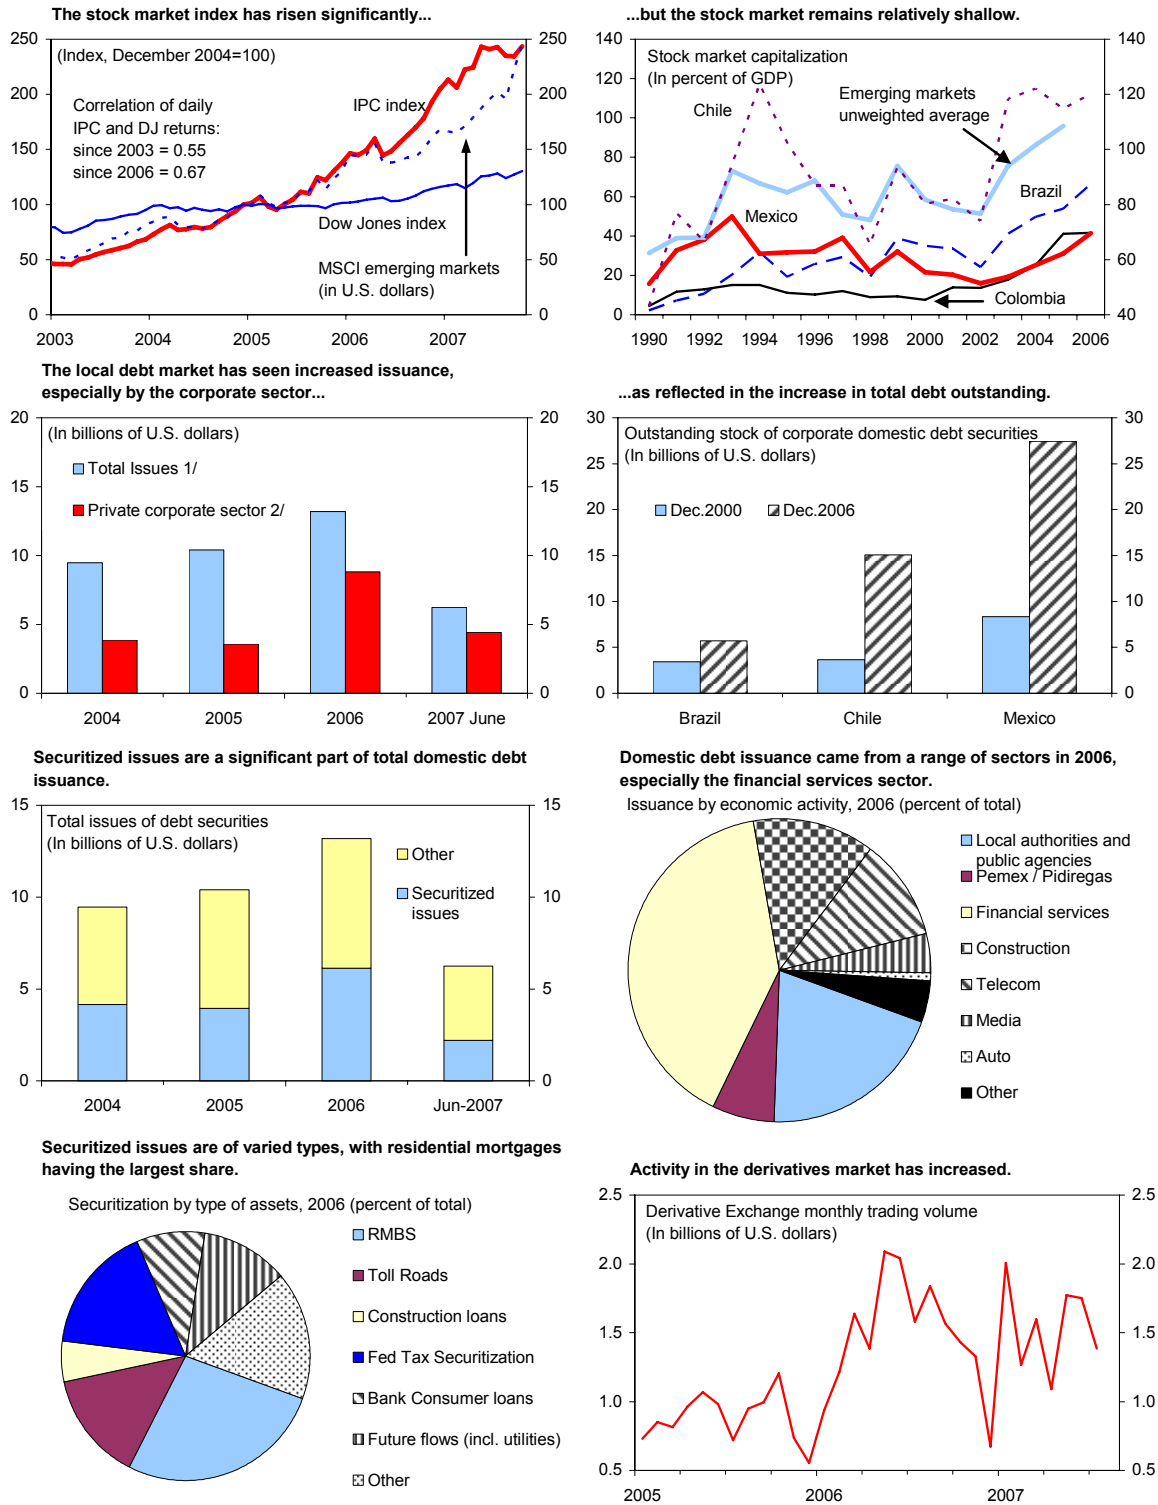 The stock market index has risen significantly...
250
200
150
100
50
0
(Index, December 2004=100)
Correlation of daily
IPC and DJ returns:
since 2003 = 0.55
since 2006 = 0.67
IPC index
Dow Jones index
MSCI emerging markets
(in U.S. dollars)
250
200
150
100
50
0
2003
2004
2005
2006
2007
...but the stock market remains relatively shallow.
140
120
100
80
60
40
20
0
Stock market capitalization
(In percent of GDP)
Chile
Emerging markets
unweighted average
Brazil
Mexico
Colombia
140
120
100
80
60
40
1990
1992
1994
1996
1998
2000
2002
2004
2006
The local debt market has seen increased issuance,
especially by the corporate sector...
20
15
10
5
0
(In billions of U.S. dollars)
Total Issues 1/
Private corporate sector 2/
20
15
10
5
0
2004
2005
2006
2007 June
...as reflected in the increase in total debt outstanding.
30
25
20
15
10
5
0
Outstanding stock of corporate domestic debt securities
(In billions of U.S. dollars)
Dec.2000
Dec.2006
30
25
20
15
10
5
0
Brazil
Chile
Mexico
Securitized issues are a significant part of total domestic debt
issuance.
15
10
5
0
Total issues of debt securities
(In billions of U.S. dollars)
Other
Securitized
issues
15
10
5
0
2004
2005
2006
Jun-2007
Domestic debt issuance came from a range of sectors in 2006,
especially the financial services sector.
Issuance by economic activity, 2006 (percent of total)
Local authorities and
public agencies
Pemex / Pidiregas
Financial services
Construction
Telecom
Media
Auto
Other
Securitized issues are of varied types, with residential mortgages
having the largest share.
Securitization by type of assets, 2006 (percent of total)
RMBS
Toll Roads
Construction loans
Fed Tax Securitization
Bank Consumer loans
Future flows (incl. utilities)
Other
Activity in the derivatives market has increased.
2.5
2.0
1.5
1.0
0.5
Derivative Exchange monthly trading volume
(In billions of U.S. dollars)
2.5
2.0
1.5
1.0
0.5
2005
2006
2007